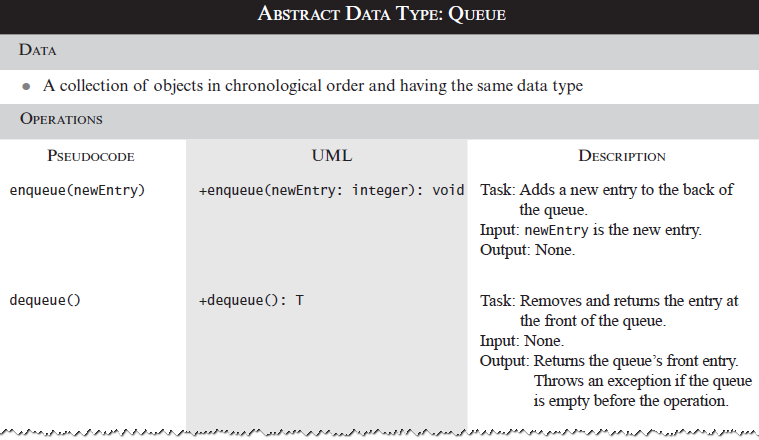 ABSTRACT DATA TYPE: QUEUE
DATA
• A collection of objects in chronological order and having the same data type
OPERATIONS
PSEUDOCODE UML DESCRIPTION
enqueue(newEntry) +enqueue(newEntry: integer): void Task: Adds a new entry to the back of
the queue.
Input: newEntry is the new entry.
Output: None.
dequeue() +dequeue(): T Task: Removes and returns the entry at
the front of the queue.
Input: None.
Output: Returns the queue's front entry.
Throws an exception if the queue
is empty before the operation.